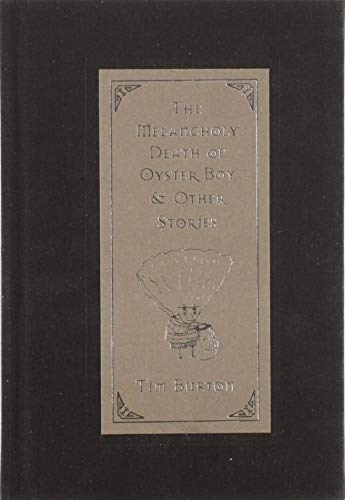 The
Melancholy
Death of
Oyster Boy
& Other
Stories
Tim Burton